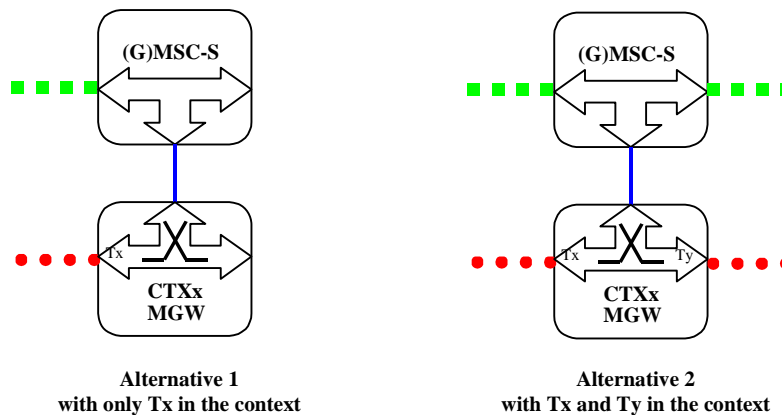 (G)MSC-S
(G)MSC-S
Tx
CTXx
MGW
Tx
Ty
CTXx
MGW
Alternative 1
with only Tx in the context
Alternative 2
with Tx and Ty in the context